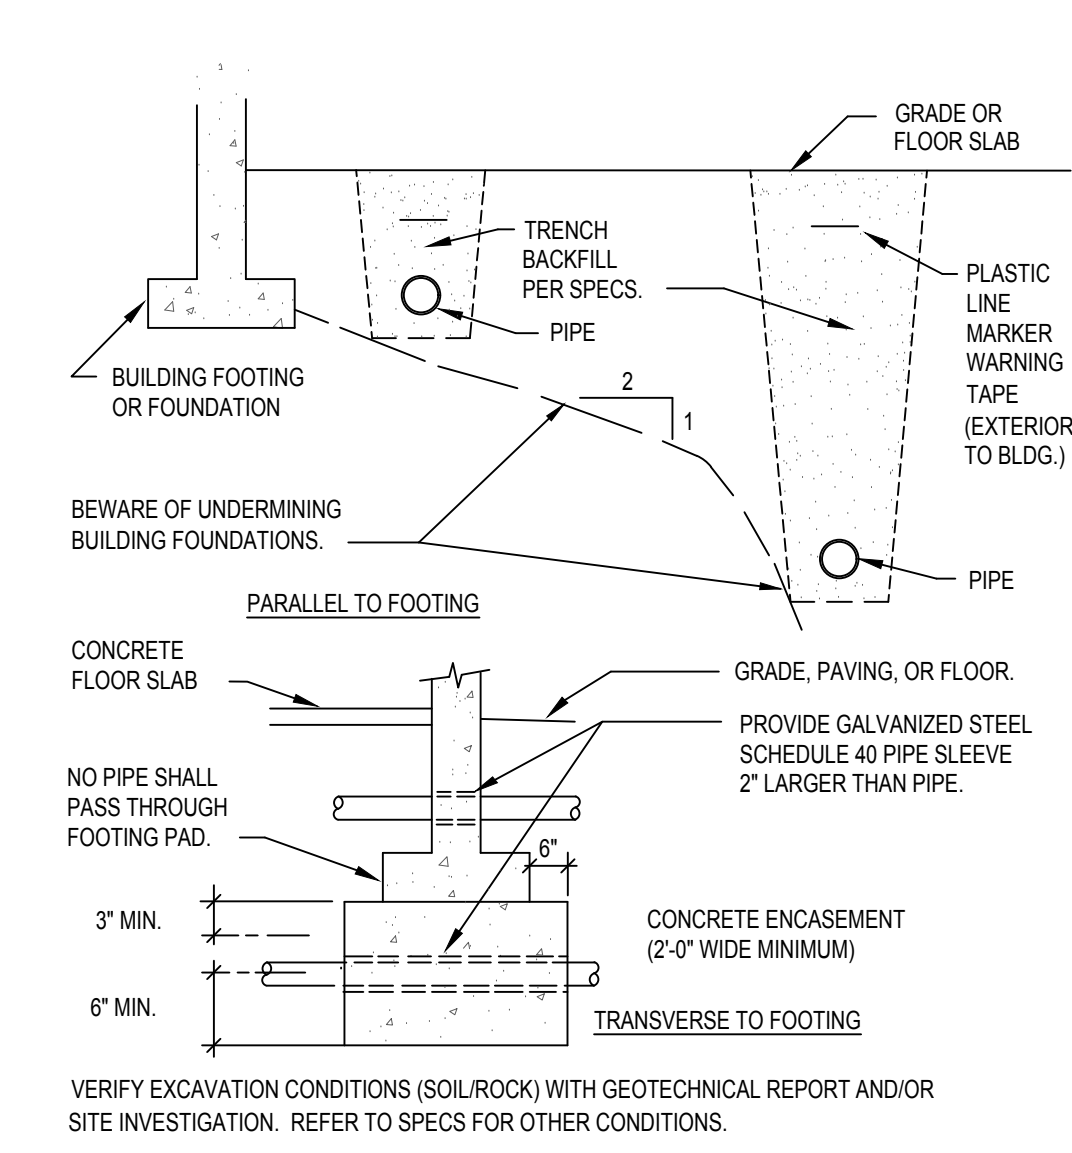 GRADE OR
FLOOR SLAB
TRENCH
BACKFILL
PER SPECS.
PIPE
PLASTIC
LINE
MARKER
WARNING
TAPE
(EXTERIOR
TO BLDG.)
BUILDING FOOTING
OR FOUNDATION
2
1
BEWARE OF UNDERMINING
BUILDING FOUNDATIONS.
PIPE
PARALLEL TO FOOTING
CONCRETE
FLOOR SLAB
GRADE, PAVING, OR FLOOR.
PROVIDE GALVANIZED STEEL
SCHEDULE 40 PIPE SLEEVE
2" LARGER THAN PIPE.
NO PIPE SHALL
PASS THROUGH
FOOTING PAD.
6"
3" MIN.
CONCRETE ENCASEMENT
(2'-0" WIDE MINIMUM)
6" MIN.
TRANSVERSE TO FOOTING
VERIFY EXCAVATION CONDITIONS (SOIL/ROCK) WITH GEOTECHNICAL REPORT AND/OR
SITE INVESTIGATION. REFER TO SPECS FOR OTHER CONDITIONS.